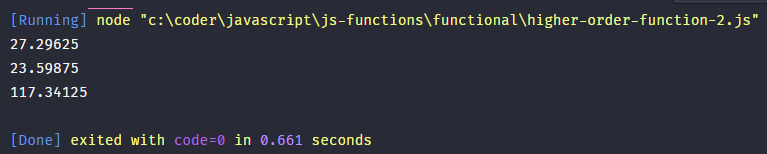 [Running] node "c:\coder\javascript\js-functions\functional\higher-order-function-2.js"
27.29625
23.59875
117.34125
[Done] exited with code=0 in 0.661 seconds